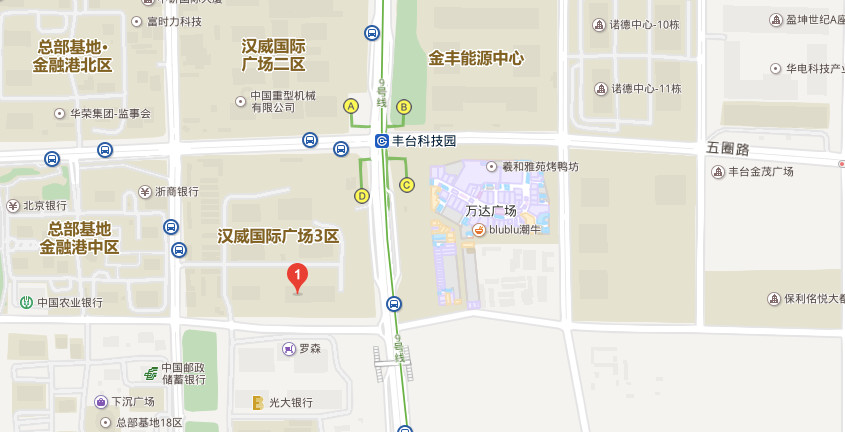 富时力科技
诺德中心-10栋
盈坤世纪A座
总部基地·
金融港北区
汉威国际
广场二区
金丰能源中心
华电科技产业
9号线
诺德中心-11栋
中国重型机械
有限公司
A
B
华荣集团-监事会
丰台科技园
五圈路
羲和雅苑烤鸭坊
丰台金茂广场
浙商银行
C
D
北京银行
万达广场
总部基地
金融港中区
汉威国际广场3区
blublu潮牛
1
中国农业银行
保利佲悦大都
9号线
罗森
中国邮政
储蓄银行
下沉广场
光大银行
总部基地18区